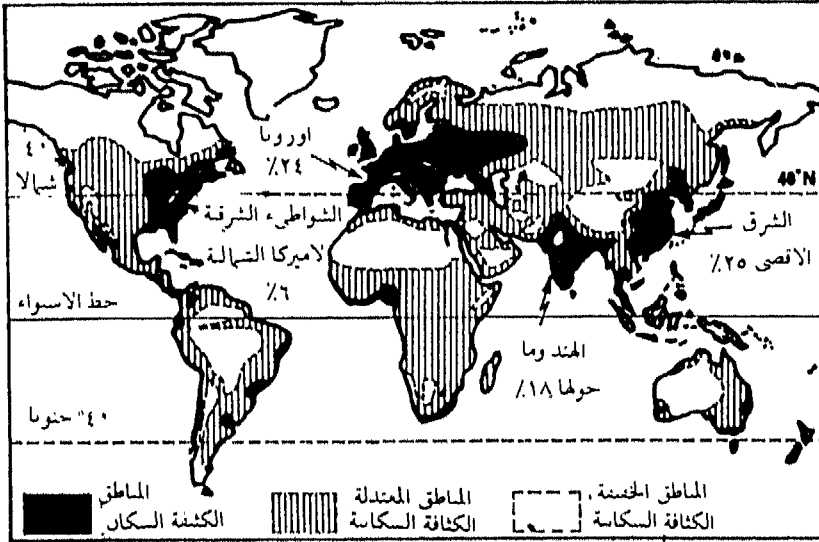 اوروبا
٢٤٪
٤٠°
شمالا
40°N
الشواطيء الشرقية
لاميركا الشمالية
٦٪
الشرق
الاقصى ٢٥٪
خط الاستواء
الهند وما
حولها ١٨٪
٤٠° جنوبا
المناطق
الكثيفة السكان
المناطق المعتدلة
الكثافة السكانية
المناطق الخفيفة
الكثافة السكانية